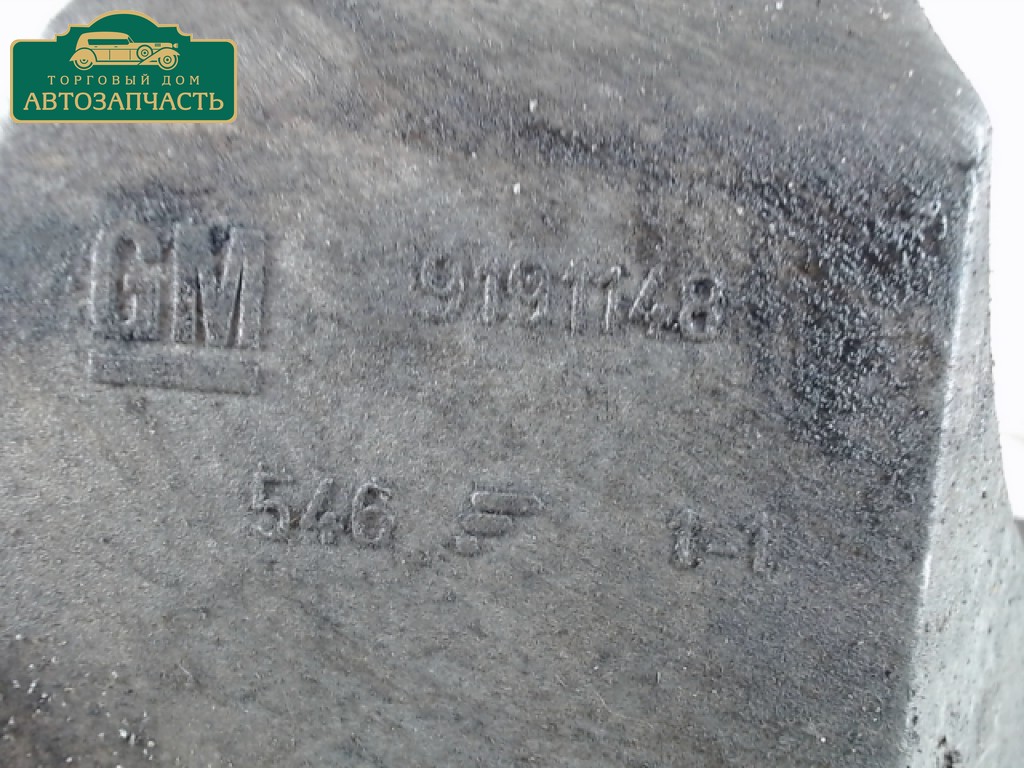 ТОРГОВЫЙ ДОМ
АВТОЗАПЧАСТЬ
GM 9191148
546 1-1